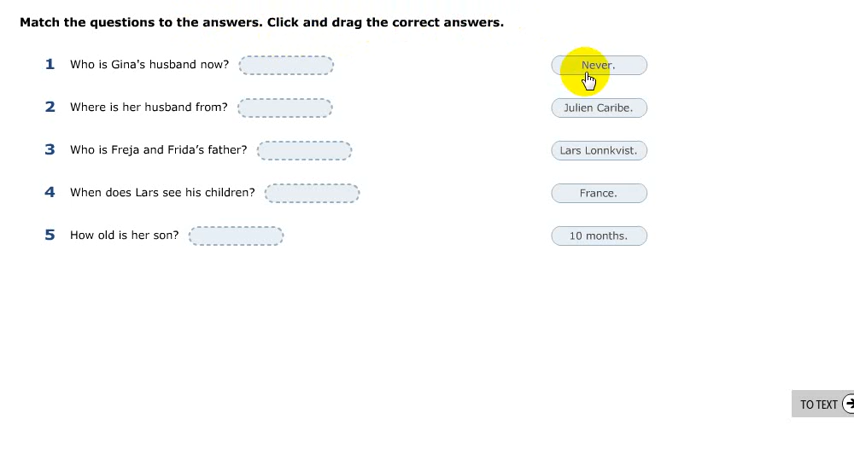 Match the questions to the answers. Click and drag the correct answers.
1 Who is Gina's husband now? Never.
2 Where is her husband from? Julien Caribe.
3 Who is Freja and Frida's father? Lars Lonnkvist.
4 When does Lars see his children? France.
5 How old is her son? 10 months.
TO TEXT